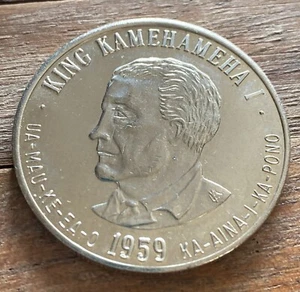 · KING KAMEHAMEHA I ·
UA-MAU-KE-EA-O
1959
KA-AINA-I-KA-PONO